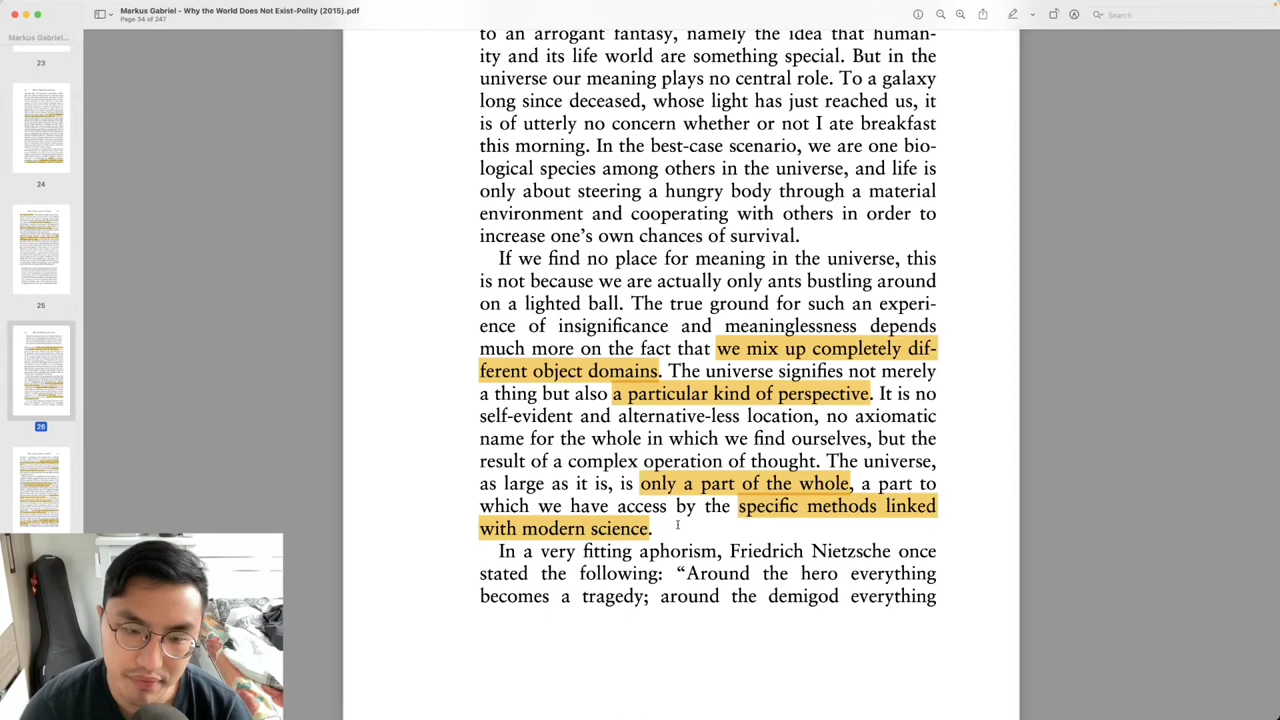 Markus Gabriel - Why the World Does Not Exist-Polity (2015).pdf
Page 34 of 247
Search
Markus Gabriel...
23
24
25
26
to an arrogant fantasy, namely the idea that human-
ity and its life world are something special. But in the
universe our meaning plays no central role. To a galaxy
long since deceased, whose light has just reached us, it
is of utterly no concern whether or not I ate breakfast
this morning. In the best-case scenario, we are one bio-
logical species among others in the universe, and life is
only about steering a hungry body through a material
environment and cooperating with others in order to
increase one's own chances of survival.
If we find no place for meaning in the universe, this
is not because we are actually only ants bustling around
on a lighted ball. The true ground for such an experi-
ence of insignificance and meaninglessness depends
much more on the fact that we mix up completely dif-
ferent object domains. The universe signifies not merely
a thing but also a particular kind of perspective. It is no
self-evident and alternative-less location, no axiomatic
name for the whole in which we find ourselves, but the
result of a complex operation of thought. The universe,
as large as it is, is only a part of the whole, a part to
which we have access by the specific methods linked
with modern science.
In a very fitting aphorism, Friedrich Nietzsche once
stated the following: “Around the hero everything
becomes a tragedy; around the demigod everything